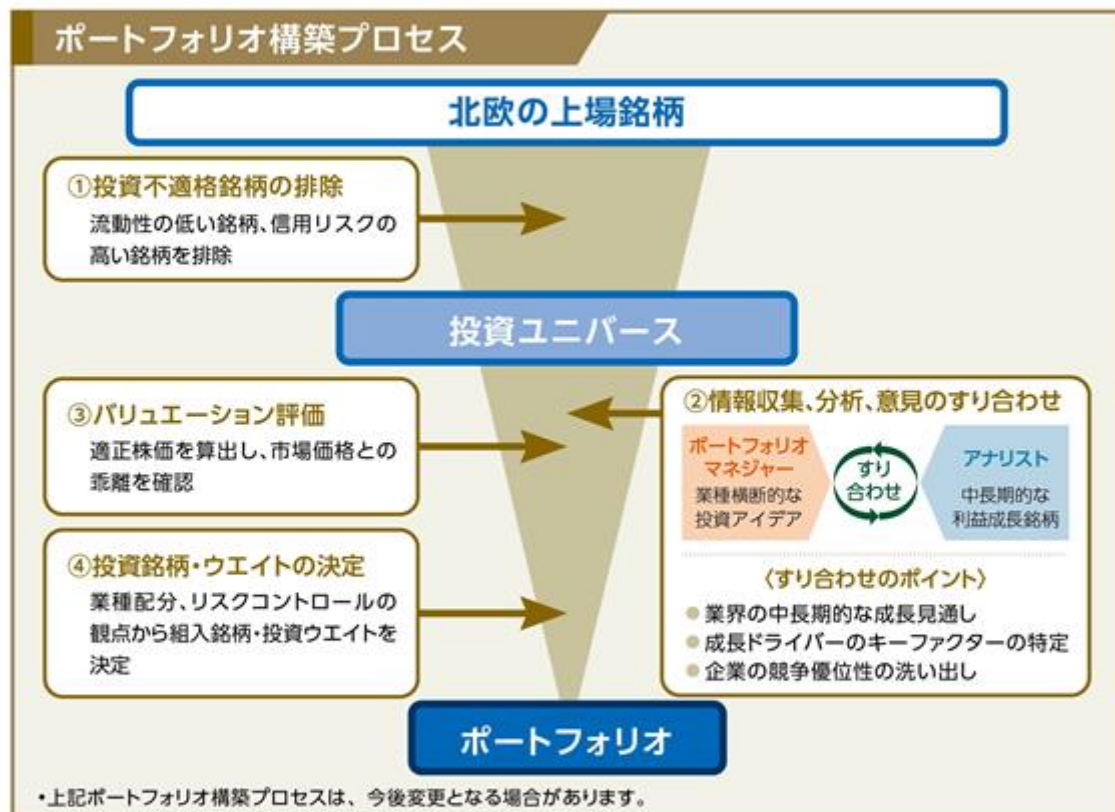 ポートフォリオ構築プロセス
北欧の上場銘柄
①投資不適格銘柄の排除
流動性の低い銘柄、信用リスクの
高い銘柄を排除
投資ユニバース
②情報収集、分析、意見のすり合わせ
ポートフォリオ
マネジャー
業種横断的な
投資アイデア
すり
合わせ
アナリスト
中長期的な
利益成長銘柄
〈すり合わせのポイント〉
●業界の中長期的な成長見通し
●成長ドライバーのキーファクターの特定
●企業の競争優位性の洗い出し
③バリュエーション評価
適正株価を算出し、市場価格との
乖離を確認
④投資銘柄・ウエイトの決定
業種配分、リスクコントロールの
観点から組入銘柄・投資ウエイトを
決定
ポートフォリオ
・上記ポートフォリオ構築プロセスは、今後変更となる場合があります。